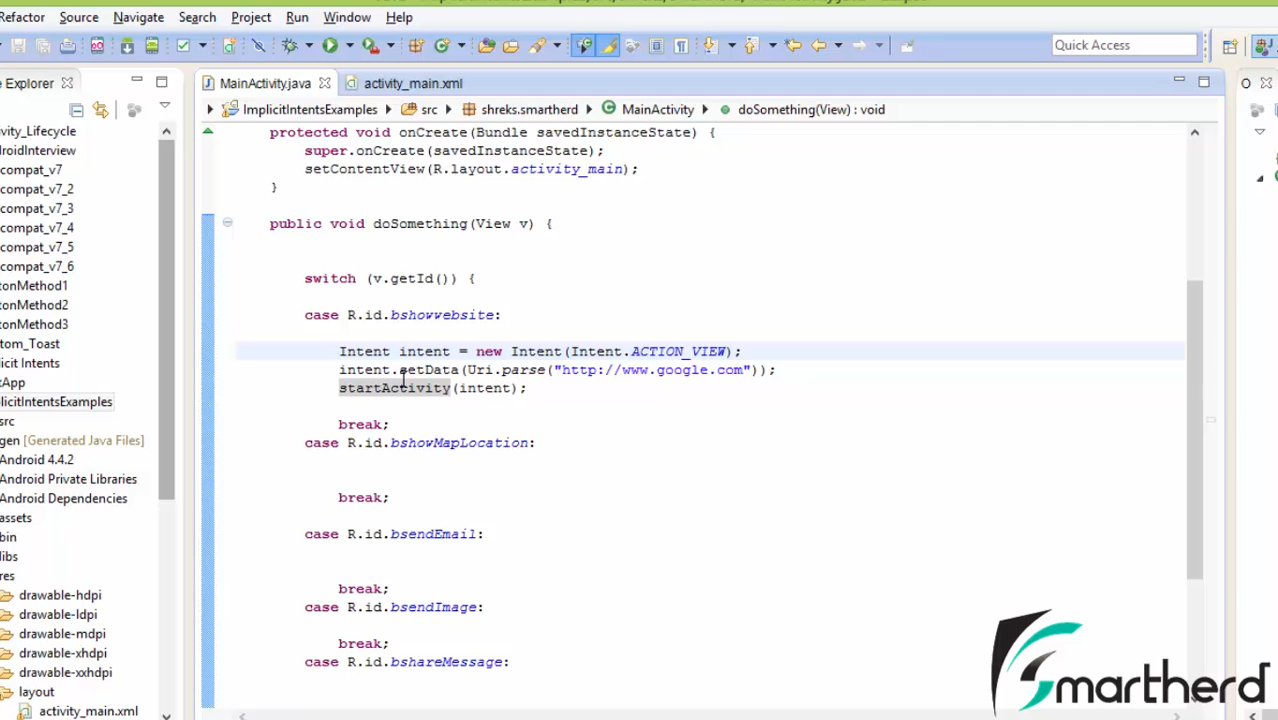 Refactor Source Navigate Search Project Run Window Help
Quick Access
e Explorer
MainActivity.java activity_main.xml
ImplicitIntentsExamples src shreks.smartherd MainActivity doSomething(View) : void
ivity_Lifecycle
droidInterview
compat_v7
compat_v7_2
compat_v7_3
compat_v7_4
compat_v7_5
compat_v7_6
tonMethod1
tonMethod2
tonMethod3
tom_Toast
licit Intents
tApp
licitIntentsExamples
src
gen [Generated Java Files]
Android 4.4.2
Android Private Libraries
Android Dependencies
assets
bin
libs
res
drawable-hdpi
drawable-ldpi
drawable-mdpi
drawable-xhdpi
drawable-xxhdpi
layout
activity_main.xml
protected void onCreate(Bundle savedInstanceState) {
super.onCreate(savedInstanceState);
setContentView(R.layout.activity_main);
}
public void doSomething(View v) {
switch (v.getId()) {
case R.id.bshowwebsite:
Intent intent = new Intent(Intent.ACTION_VIEW);
intent.setData(Uri.parse("http://www.google.com"));
startActivity(intent);
break;
case R.id.bshowMapLocation:
break;
case R.id.bsendEmail:
break;
case R.id.bsendImage:
break;
case R.id.bshareMessage:
Smartherd